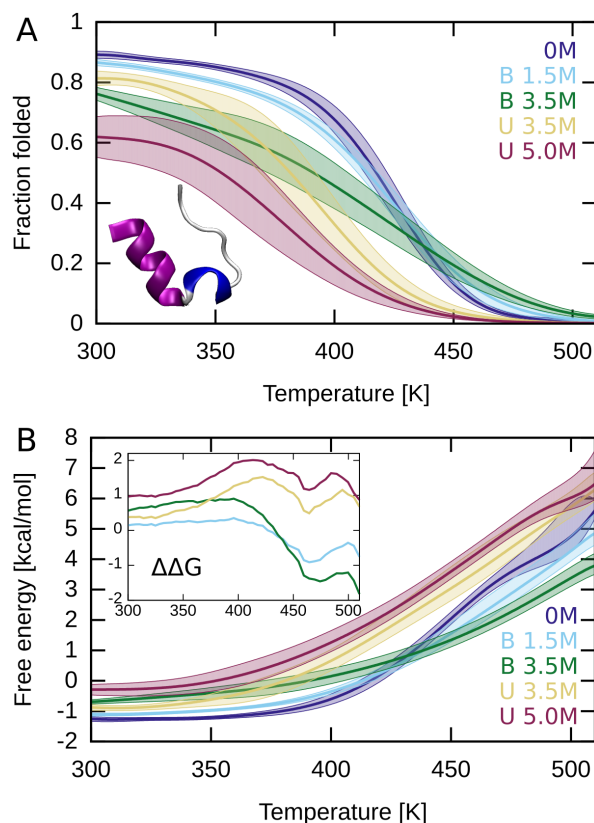 A
1
0.8
0.6
0.4
0.2
0
Fraction folded
0M
B 1.5M
B 3.5M
U 3.5M
U 5.0M
300 350 400 450 500
Temperature [K]
B
8
7
6
5
4
3
2
1
0
-1
-2
Free energy [kcal/mol]
2
1
0
-1
-2
300 350 400 450 500
ΔΔG
0M
B 1.5M
B 3.5M
U 3.5M
U 5.0M
300 350 400 450 500
Temperature [K]